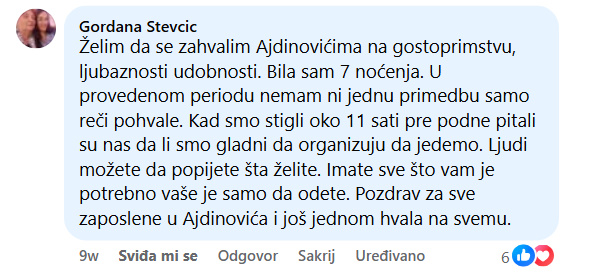 Gordana Stevcic
Želim da se zahvalim Ajdinovićima na gostoprimstvu,
ljubaznosti udobnosti. Bila sam 7 noćenja. U
provedenom periodu nemam ni jednu primedbu samo
reči pohvale. Kad smo stigli oko 11 sati pre podne pitali
su nas da li smo gladni da organizuju da jedemo. Ljudi
možete da popijete šta želite. Imate sve što vam je
potrebno vaše je samo da odete. Pozdrav za sve
zaposlene u Ajdinovića i još jednom hvala na svemu.
9w Sviđa mi se Odgovor Sakrij Uređivano 6